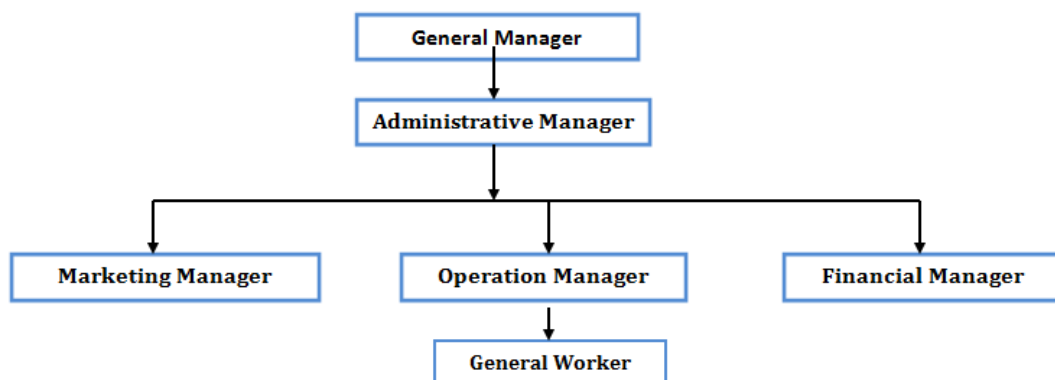 General Manager
Administrative Manager
Marketing Manager
Operation Manager
Financial Manager
General Worker